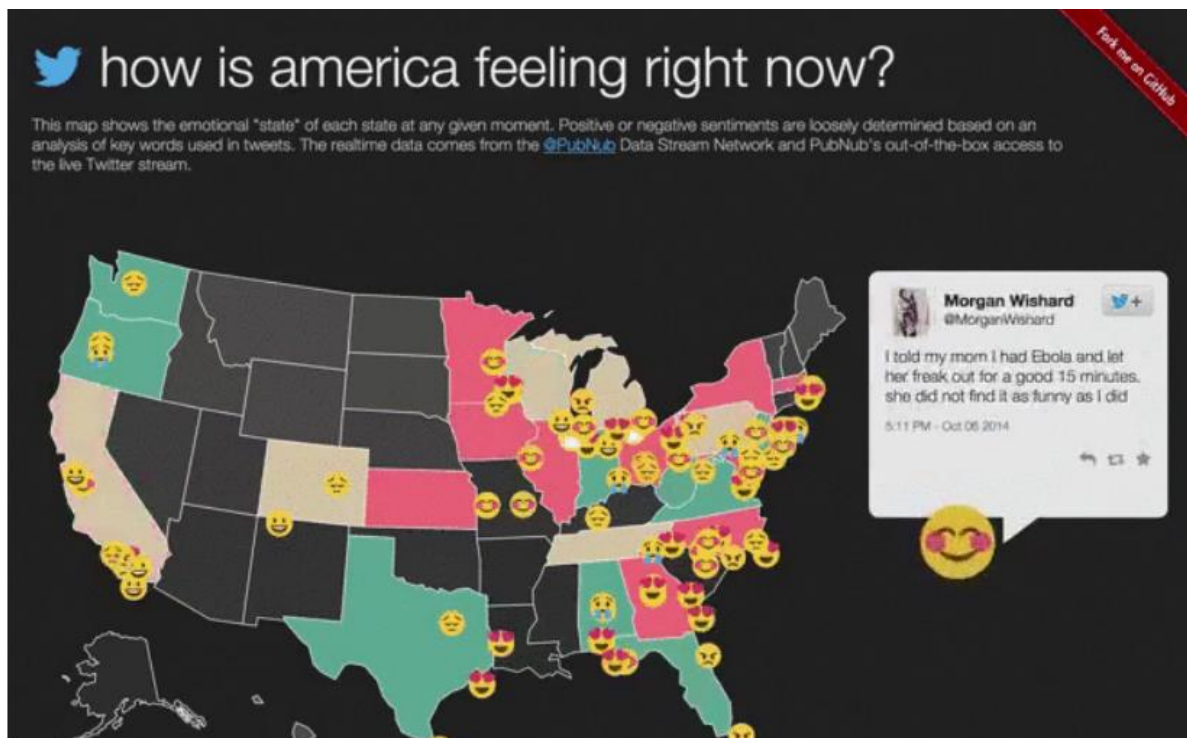 how is america feeling right now?
Fork me on GitHub
This map shows the emotional "state" of each state at any given moment. Positive or negative sentiments are loosely determined based on an
analysis of key words used in tweets. The realtime data comes from the @PubNub Data Stream Network and PubNub's out-of-the-box access to
the live Twitter stream.
Morgan Wishard
@MorganWishard
I told my mom I had Ebola and let
her freak out for a good 15 minutes.
she did not find it as funny as I did
5:11 PM - Oct 06 2014